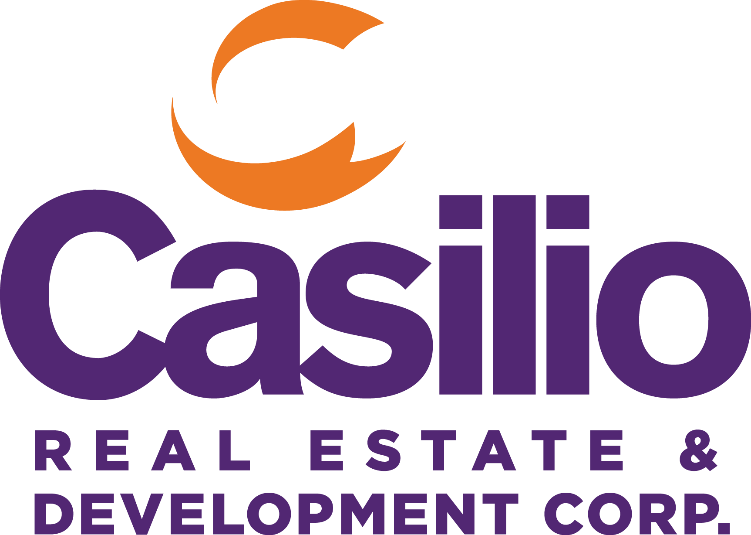 Casilio
REAL ESTATE &
DEVELOPMENT CORP.